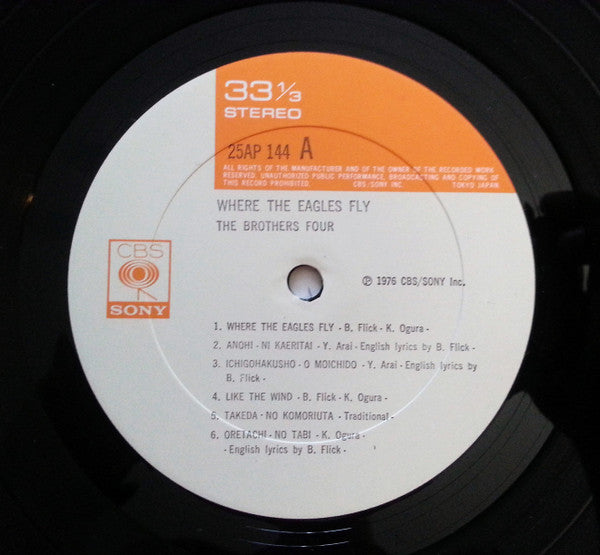 33 1/3
STEREO
25AP 144 A
ALL RIGHTS OF THE MANUFACTURER AND OF THE OWNER OF THE RECORDED WORK
RESERVED. UNAUTHORIZED PUBLIC PERFORMANCE, BROADCASTING AND COPYING OF
THIS RECORD PROHIBITED. CBS/SONY INC. TOKYO JAPAN
WHERE THE EAGLES FLY
THE BROTHERS FOUR
CBS
SONY
℗ 1976 CBS/SONY Inc.
1. WHERE THE EAGLES FLY - B. Flick - K. Ogura -
2. ANOHI - NI KAERITAI - Y. Arai - English lyrics by B. Flick -
3. ICHIGOHAKUSHO - O MOICHIDO - Y. Arai - English lyrics by
B. Flick -
4. LIKE THE WIND - B. Flick - K. Ogura -
5. TAKEDA - NO KOMORIUTA - Traditional -
6. ORETACHI - NO TABI - K. Ogura -
- English lyrics by B. Flick -